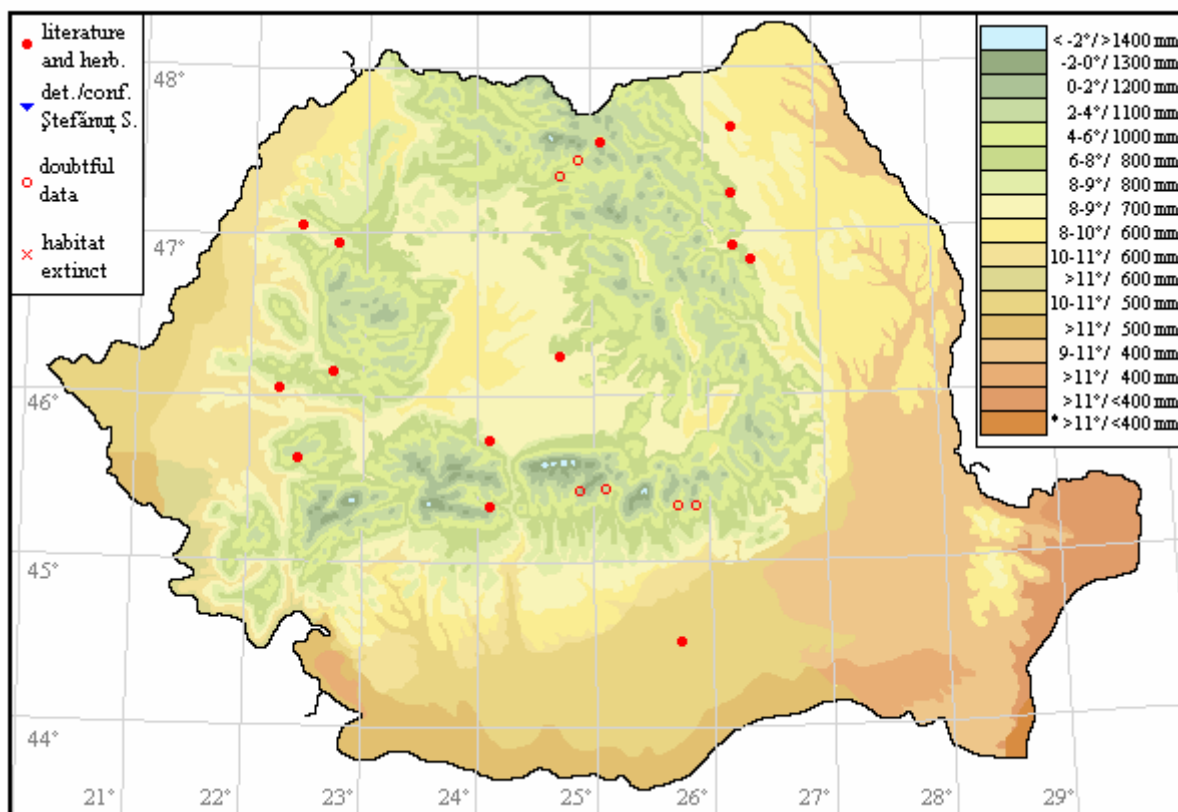 literature
and herb.
det./conf.
Ștefănuț S.
doubtful
data
habitat
extinct
< -2°/>1400 mm
-2-0°/ 1300 mm
0-2°/ 1200 mm
2-4°/ 1100 mm
4-6°/ 1000 mm
6-8°/ 800 mm
8-9°/ 800 mm
8-9°/ 700 mm
8-10°/ 600 mm
10-11°/ 600 mm
>11°/ 600 mm
10-11°/ 500 mm
>11°/ 500 mm
9-11°/ 400 mm
>11°/ 400 mm
>11°/ <400 mm
* >11°/ <400 mm
48°
47°
46°
45°
44°
21°
22°
23°
24°
25°
26°
27°
28°
29°